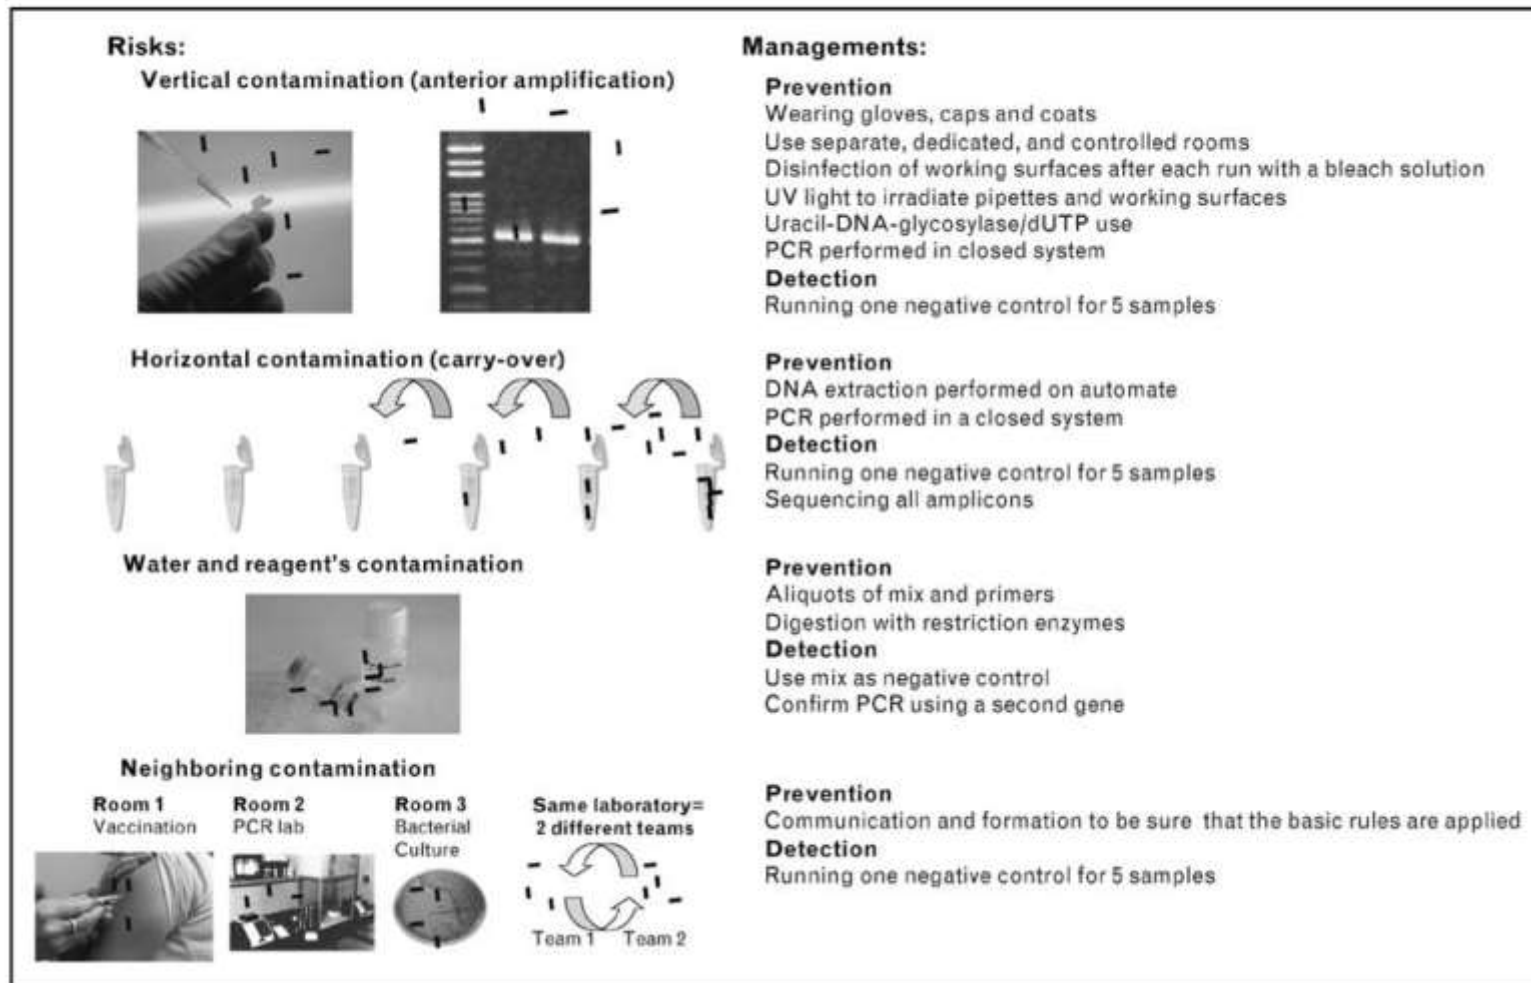 Risks:
Vertical contamination (anterior amplification)
Horizontal contamination (carry-over)
Water and reagent's contamination
Neighboring contamination
Room 1
Vaccination
Room 2
PCR lab
Room 3
Bacterial
Culture
Same laboratory=
2 different teams
Team 1 Team 2
Managements:
Prevention
Wearing gloves, caps and coats
Use separate, dedicated, and controlled rooms
Disinfection of working surfaces after each run with a bleach solution
UV light to irradiate pipettes and working surfaces
Uracil-DNA-glycosylase/dUTP use
PCR performed in closed system
Detection
Running one negative control for 5 samples
Prevention
DNA extraction performed on automate
PCR performed in a closed system
Detection
Running one negative control for 5 samples
Sequencing all amplicons
Prevention
Aliquots of mix and primers
Digestion with restriction enzymes
Detection
Use mix as negative control
Confirm PCR using a second gene
Prevention
Communication and formation to be sure that the basic rules are applied
Detection
Running one negative control for 5 samples